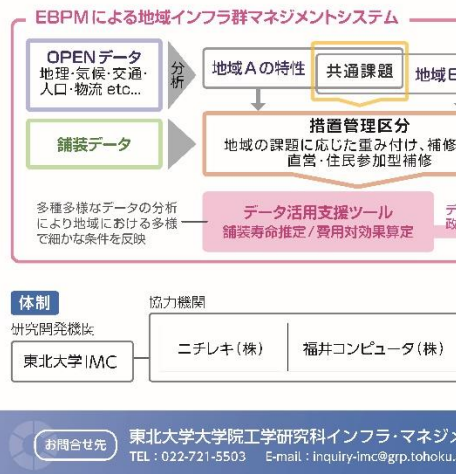 EBPMによる地域インフラ群マネジメントシステム
OPENデータ
地理・気候・交通・
人口・物流 etc...
分析
地域Aの特性
共通課題
地域
舗装データ
措置管理区分
地域の課題に応じた重み付け、補修
直営・住民参加型補修
多種多様なデータの分析
により地域における多様
で細かな条件を反映
データ活用支援ツール
舗装寿命推定/費用対効果算定
デ
政
体制
研究開発機関
協力機関
東北大学IMC
ニチレキ(株)
福井コンピュータ(株)
お問合せ先
東北大学大学院工学研究科インフラ・マネジメ
TEL : 022-721-5503 E-mail : inquiry-imc@grp.tohoku.